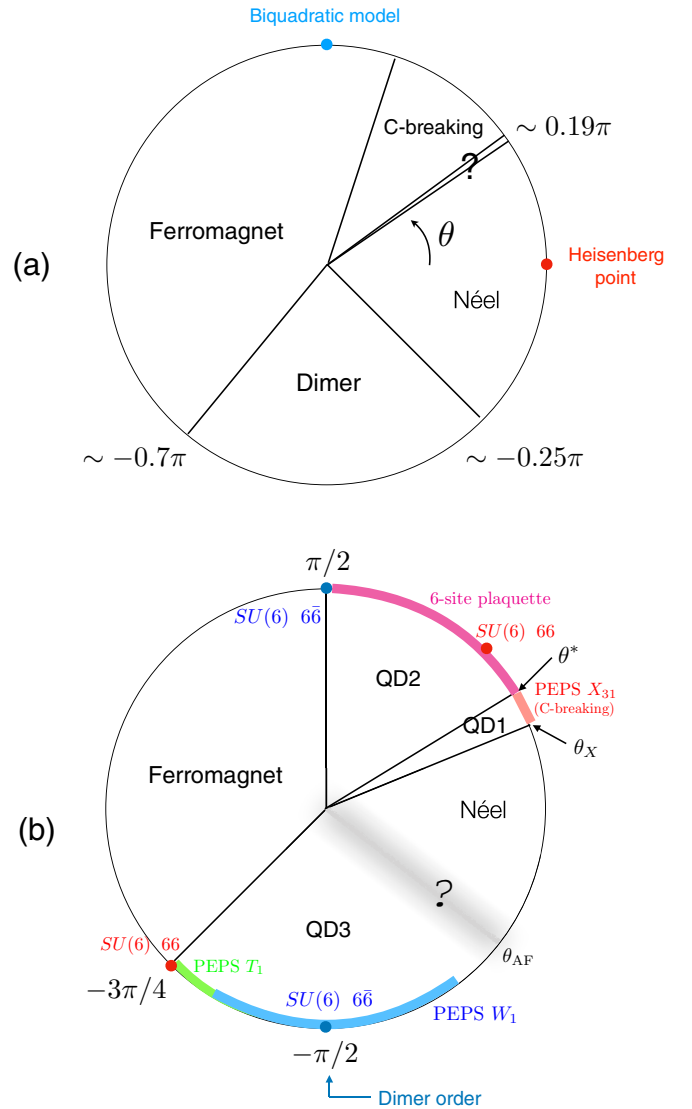 Biquadratic model
C-breaking
∼ 0.19π
?
Ferromagnet
θ
(a)
Heisenberg
point
Néel
Dimer
∼ −0.7π
∼ −0.25π
π/2
6-site plaquette
SU(6) 66̄
SU(6) 66
θ*
QD2
PEPS X₃₁
(C-breaking)
QD1
θ_X
Ferromagnet
Néel
(b)
?
QD3
SU(6) 66
θ_AF
PEPS T₁
−3π/4
SU(6) 66̄
PEPS W₁
−π/2
Dimer order